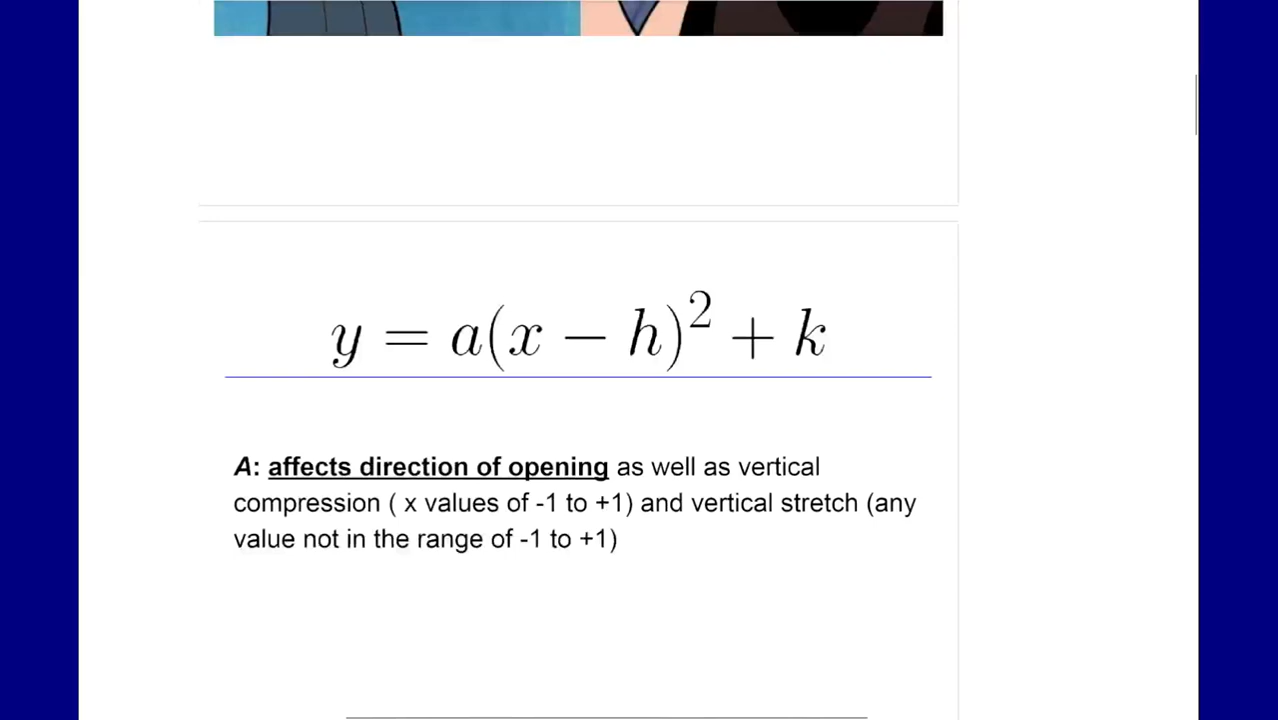 y = a(x − h)² + k
A: affects direction of opening as well as vertical
compression ( x values of -1 to +1) and vertical stretch (any
value not in the range of -1 to +1)